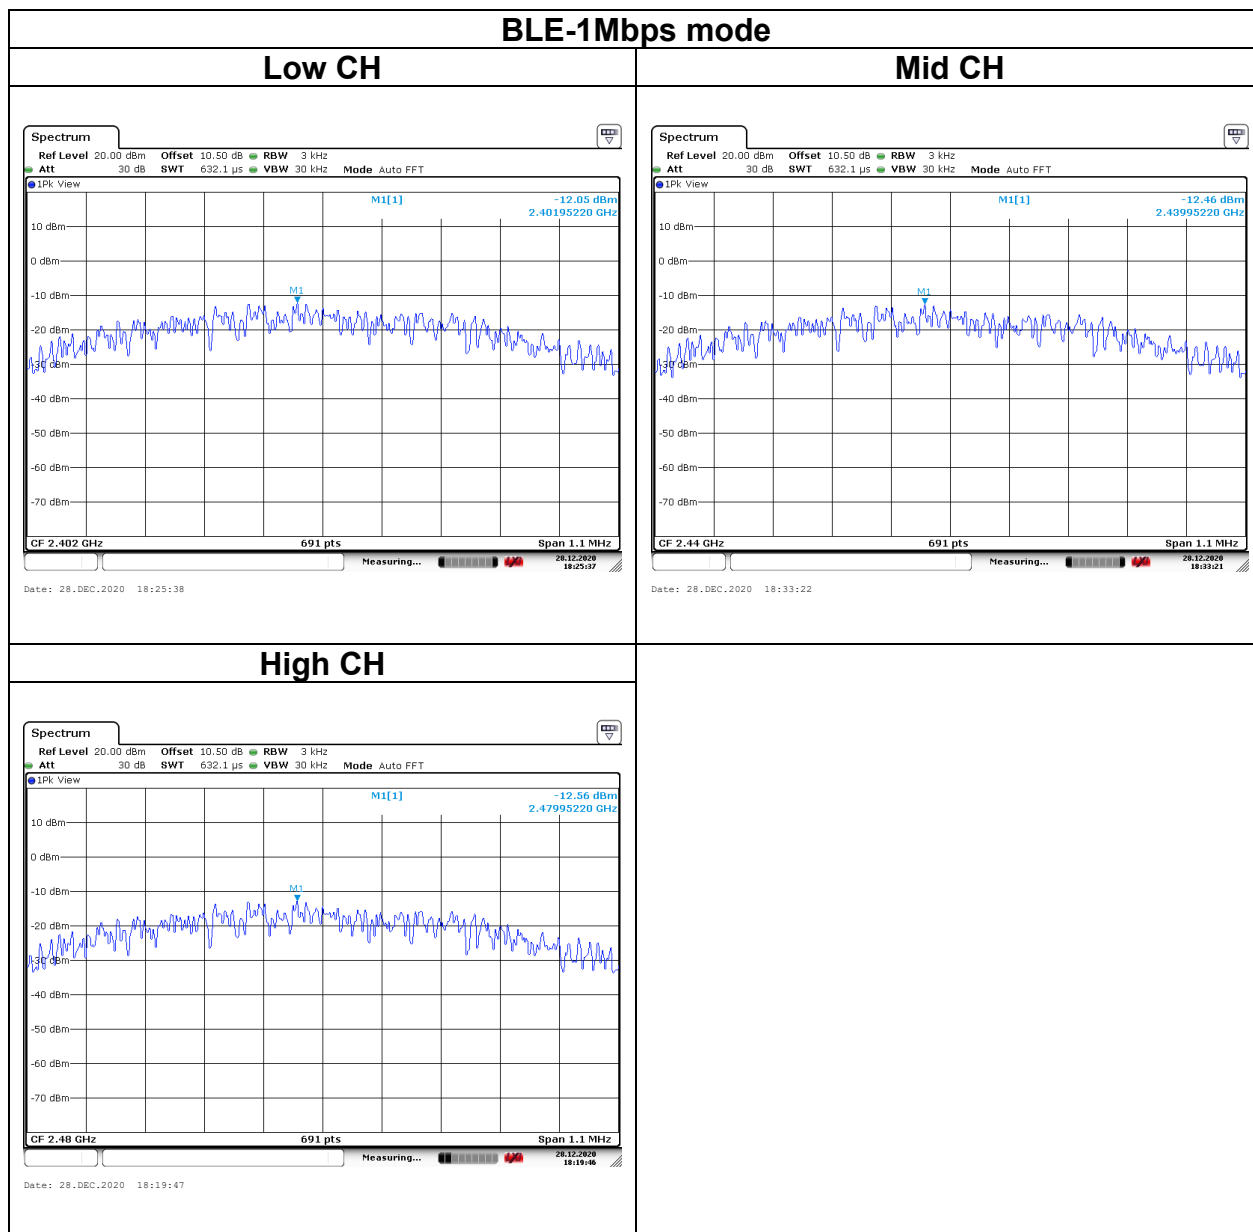 BLE-1Mbps mode
Low CH
Mid CH
Spectrum
Ref Level 20.00 dBm Offset 10.50 dB RBW 3 kHz
Att 30 dB SWT 632.1 µs VBW 30 kHz Mode Auto FFT
1Pk View
M1[1] -12.05 dBm
2.40195220 GHz
10 dBm
0 dBm
M1
-10 dBm
-20 dBm
-30 dBm
-40 dBm
-50 dBm
-60 dBm
-70 dBm
CF 2.402 GHz 691 pts Span 1.1 MHz
Measuring... 28.12.2020
18:25:37
Date: 28.DEC.2020 18:25:38
Spectrum
Ref Level 20.00 dBm Offset 10.50 dB RBW 3 kHz
Att 30 dB SWT 632.1 µs VBW 30 kHz Mode Auto FFT
1Pk View
M1[1] -12.46 dBm
2.43995220 GHz
10 dBm
0 dBm
M1
-10 dBm
-20 dBm
-30 dBm
-40 dBm
-50 dBm
-60 dBm
-70 dBm
CF 2.44 GHz 691 pts Span 1.1 MHz
Measuring... 28.12.2020
18:33:21
Date: 28.DEC.2020 18:33:22
High CH
Spectrum
Ref Level 20.00 dBm Offset 10.50 dB RBW 3 kHz
Att 30 dB SWT 632.1 µs VBW 30 kHz Mode Auto FFT
1Pk View
M1[1] -12.56 dBm
2.47995220 GHz
10 dBm
0 dBm
M1
-10 dBm
-20 dBm
-30 dBm
-40 dBm
-50 dBm
-60 dBm
-70 dBm
CF 2.48 GHz 691 pts Span 1.1 MHz
Measuring... 28.12.2020
18:19:46
Date: 28.DEC.2020 18:19:47